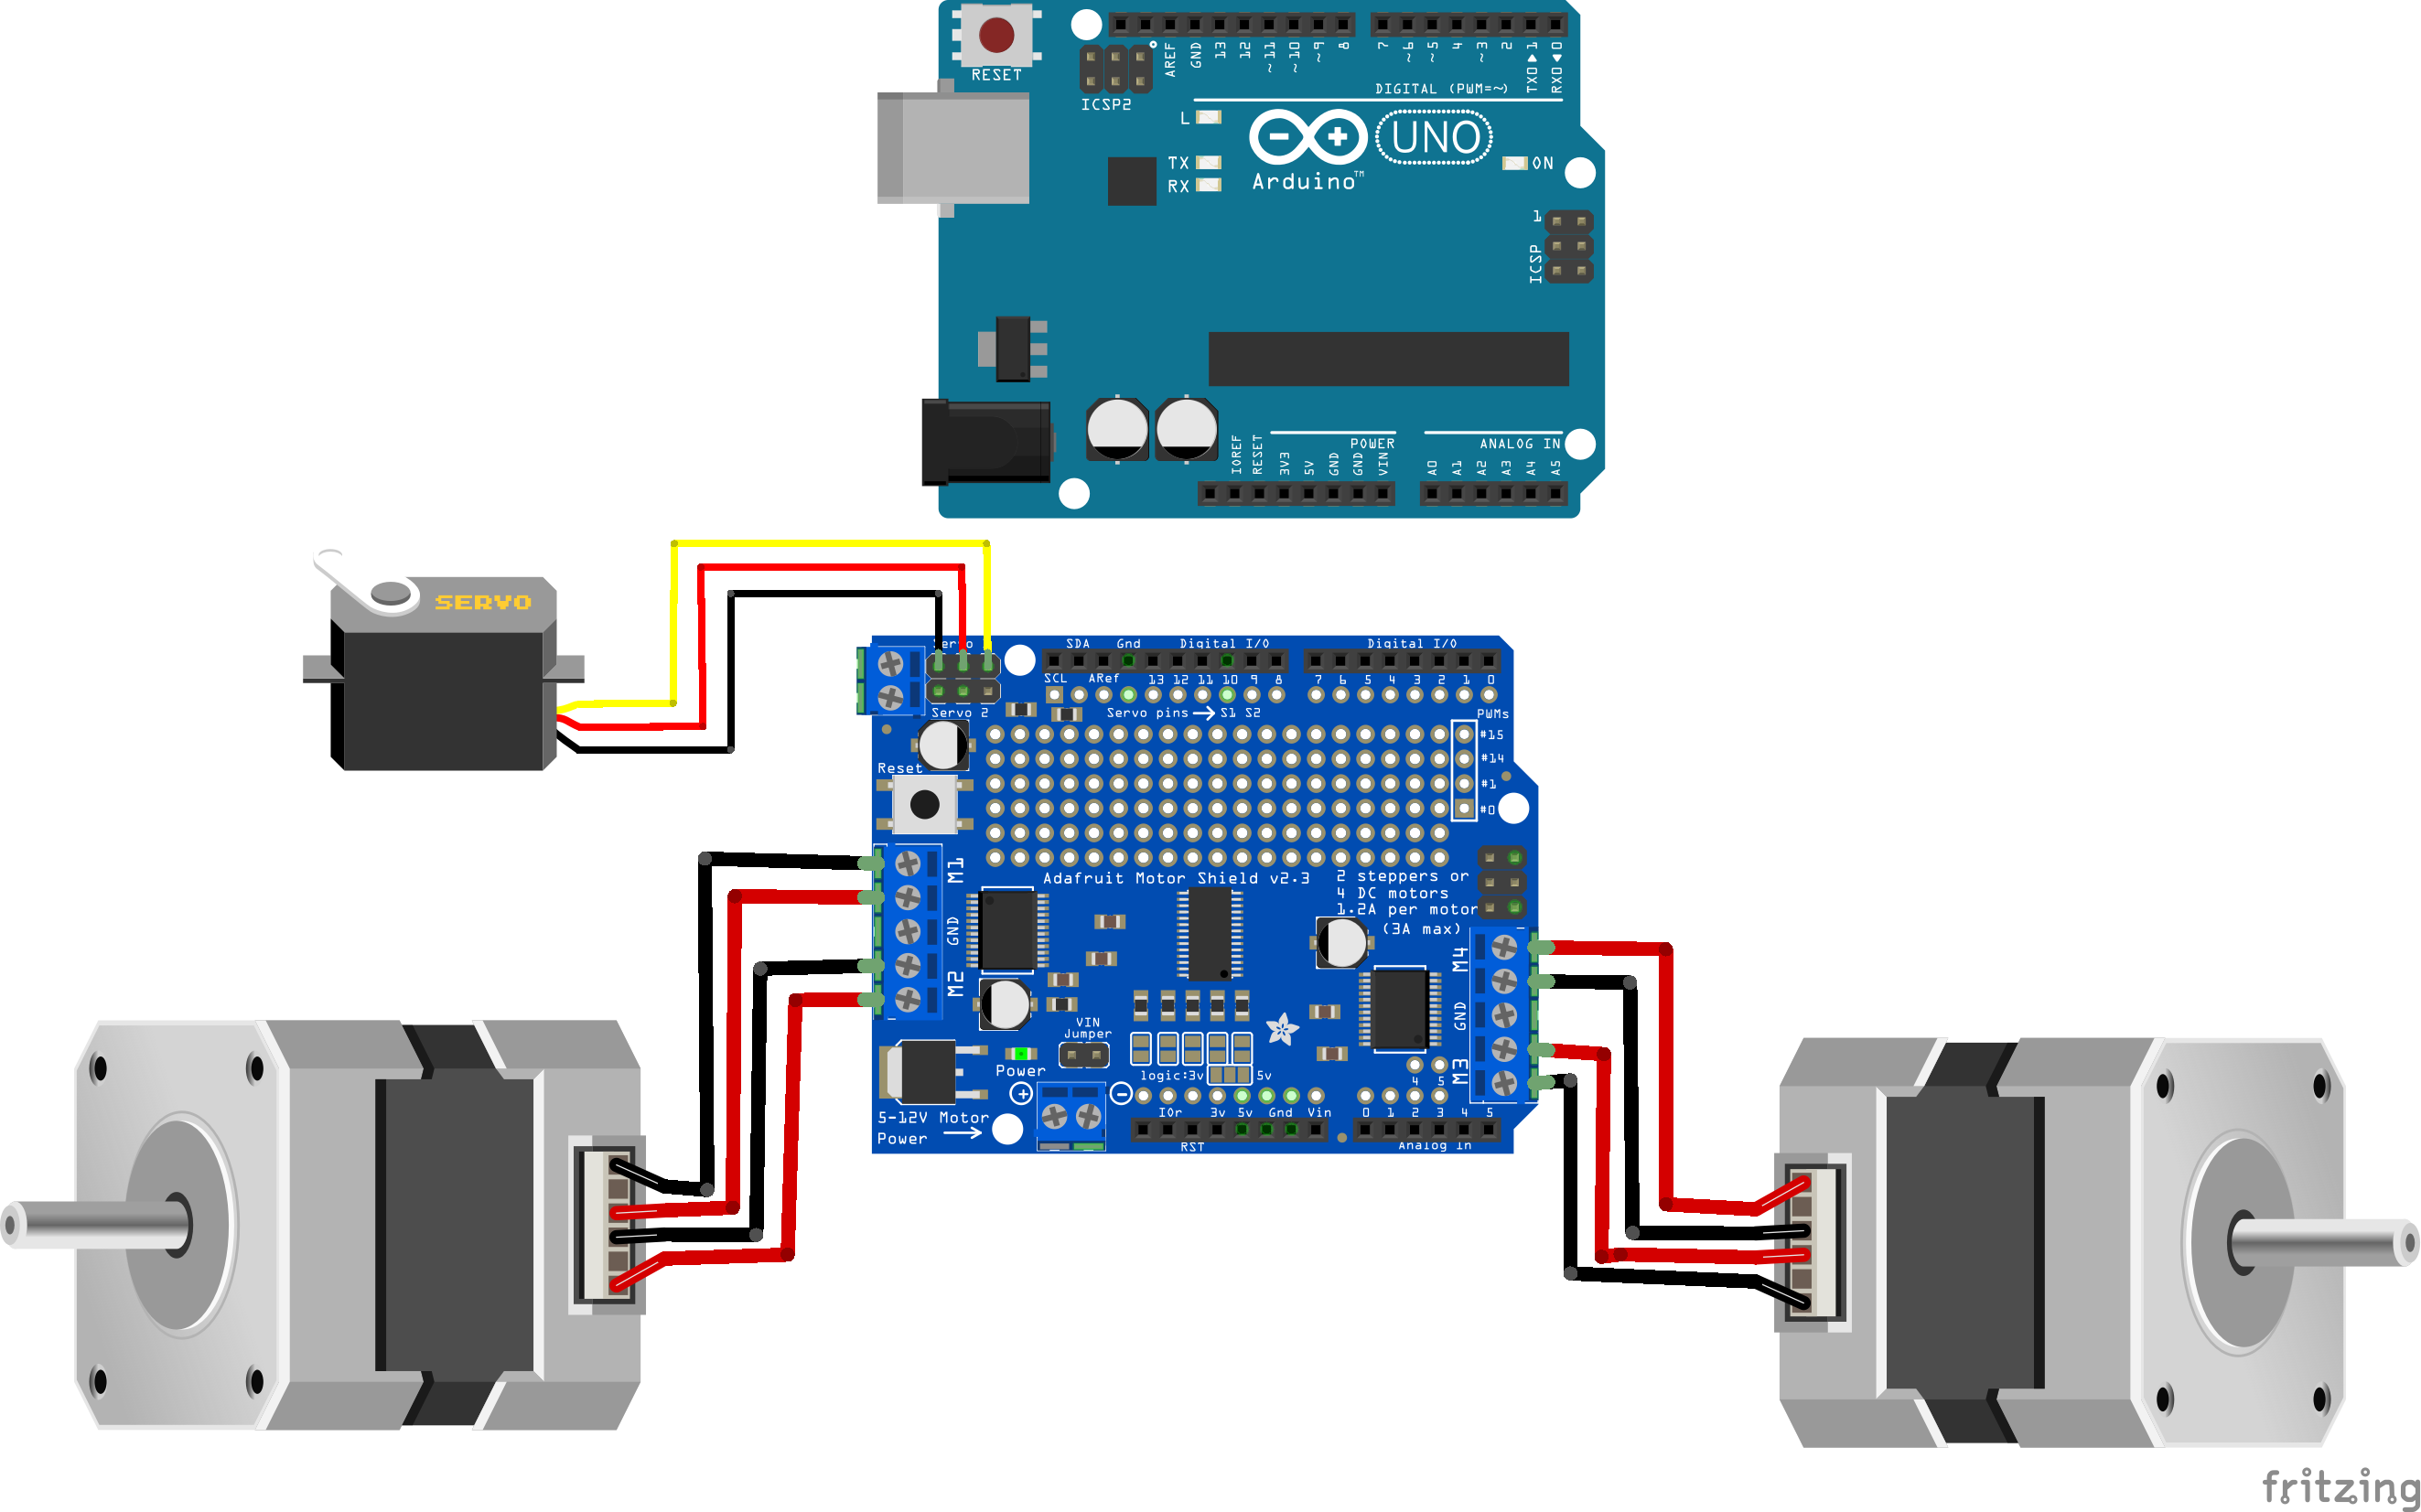 RESET
ICSP2
AREF
GND
13
12
~11
~10
~9
8
7
~6
~5
4
~3
2
TX0▶1
RX0◀0
DIGITAL (PWM=~)
L
TX
RX
UNO
Arduino™
ON
1
ICSP
IOREF
RESET
3V3
5V
GND
GND
VIN
POWER
A0
A1
A2
A3
A4
A5
ANALOG IN
SERVO
Servo
Servo 2
SDA Gnd Digital I/O Digital I/O
SCL ARef 13 12 11 10 9 8 7 6 5 4 3 2 1 0
Servo pins → S1 S2
PWMs
#15
#14
#1
#0
Reset
M1
GND
M2
Adafruit Motor Shield v2.3
2 steppers or
4 DC motors
1.2A per motor
(3A max)
M4
GND
M3
VIN
Jumper
Power
logic:3v 5v
4 5
+ -
5-12V Motor
Power →
IOr 3v 5v Gnd Vin 0 1 2 3 4 5
RST
Analog In
fritzing